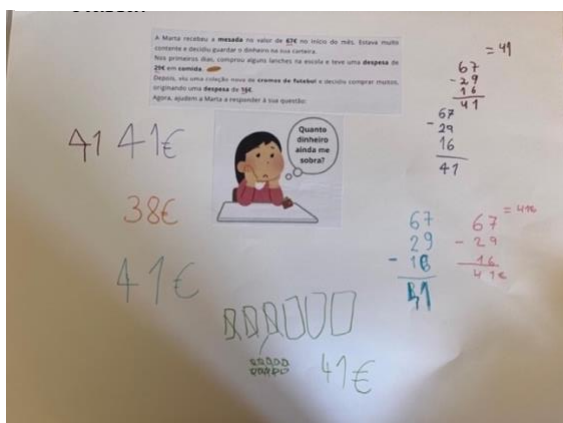 A Marta recebeu a mesada no valor de 67€ no início do mês. Estava muito
contente e decidiu guardar o dinheiro na sua carteira.
Nos primeiros dias, comprou alguns lanches na escola e teve uma despesa de
29€ em comida.
Depois, viu uma coleção nova de cromos de futebol e decidiu comprar muitos,
originando uma despesa de 16€.
Agora, ajudem a Marta a responder à sua questão:
Quanto
dinheiro
ainda me
sobra?
= 41
67
- 29
16
41
67
- 29
16
41
41 41€
38€
41€
67
29
- 16
41
67
- 29
16
41€
= 41€
41€